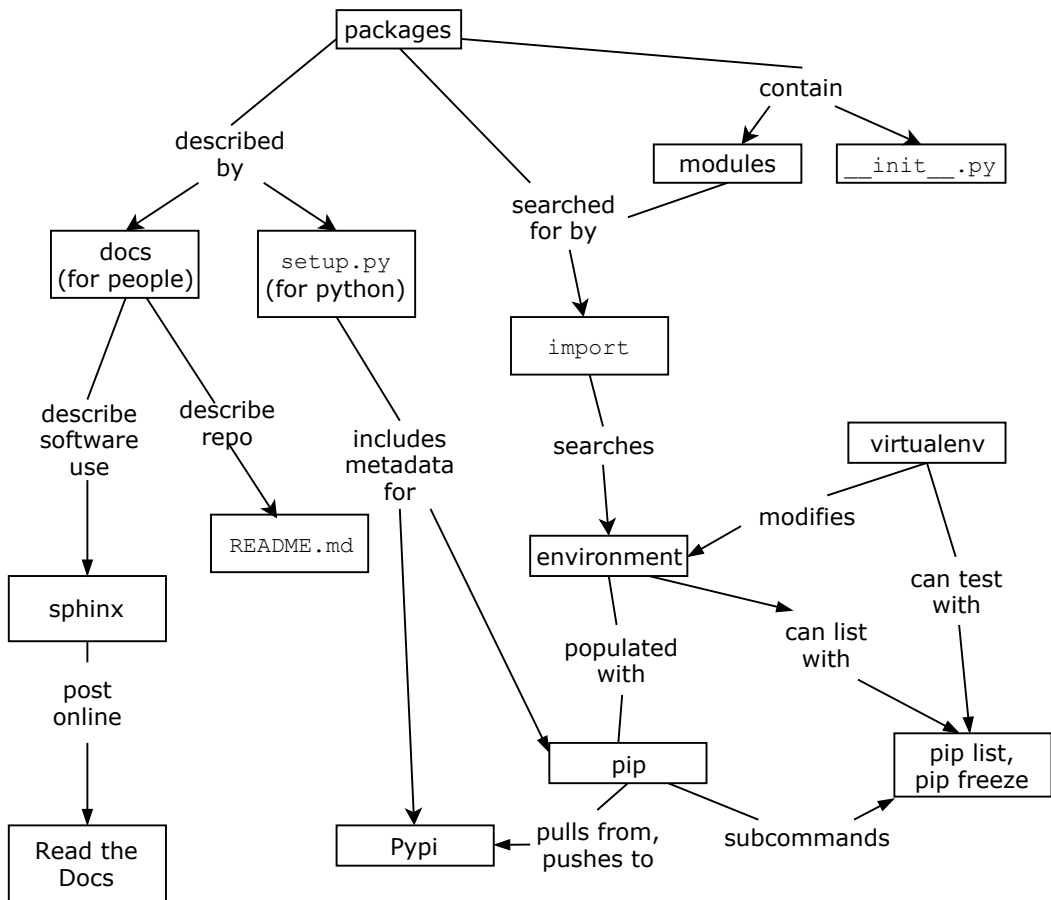 packages
contain
described
by
modules
__init__.py
searched
for by
docs
(for people)
setup.py
(for python)
import
describe
software
use
describe
repo
includes
metadata
for
searches
virtualenv
modifies
README.md
environment
sphinx
can test
with
populated
with
can list
with
post
online
pip
pip list,
pip freeze
Read the
Docs
Pypi
pulls from,
pushes to
subcommands